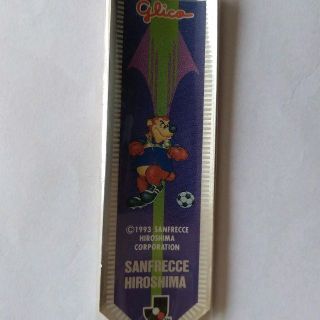 glico
©1993 SANFRECCE
HIROSHIMA
CORPORATION
SANFRECCE
HIROSHIMA
J